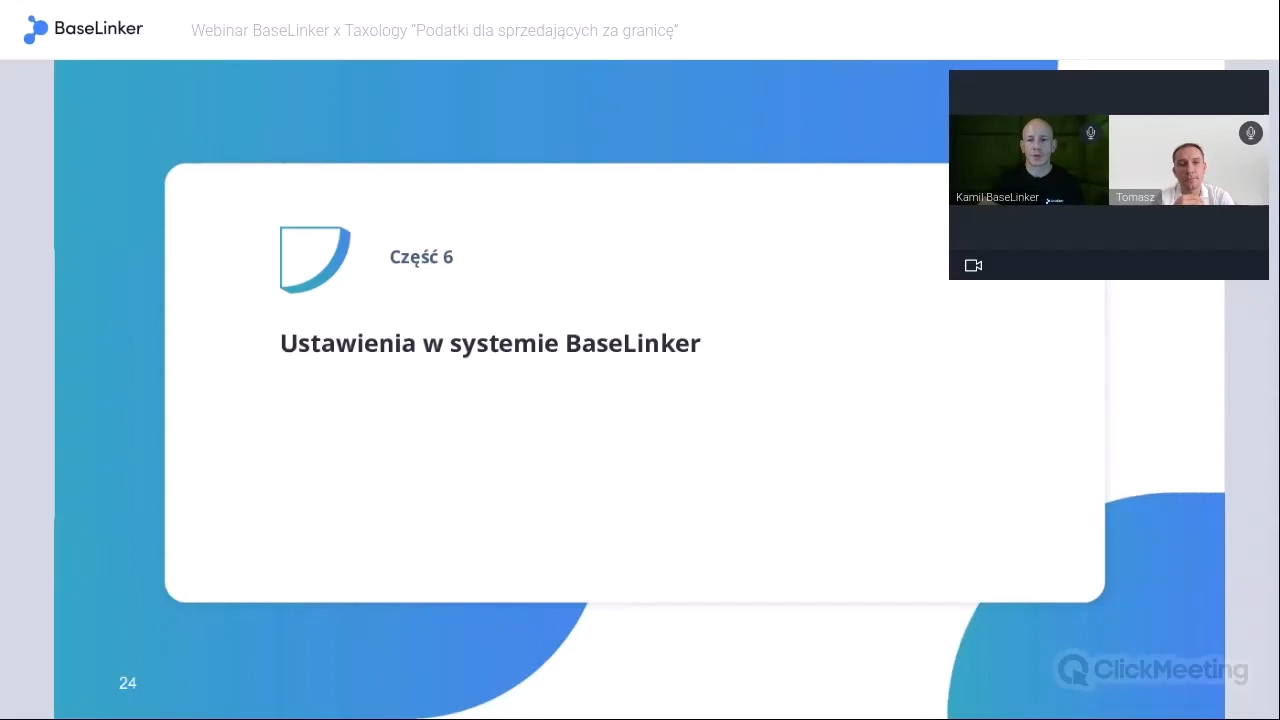 BaseLinker
Webinar BaseLinker x Taxology “Podatki dla sprzedających za granicę”
Kamil BaseLinker
Tomasz
Część 6
Ustawienia w systemie BaseLinker
24
ClickMeeting